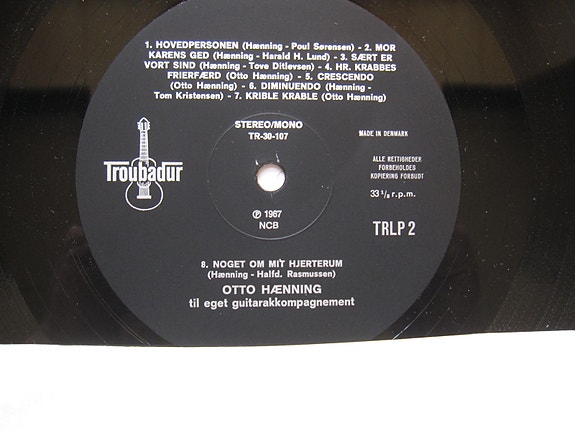 1. HOVEDPERSONEN (Hænning - Poul Sørensen) - 2. MOR
KARENS GED (Hænning - Harald H. Lund) - 3. SÆRT ER
VORT SIND (Hænning - Tove Ditlevsen) - 4. HR. KRABBES
FRIERFÆRD (Otto Hænning) - 5. CRESCENDO
(Otto Hænning) - 6. DIMINUENDO (Hænning -
Tom Kristensen) - 7. KRIBLE KRABLE (Otto Hænning)
STEREO/MONO
TR-30-107
MADE IN DENMARK
Troubadur
ALLE RETTIGHEDER
FORBEHOLDES
KOPIERING FORBUDT
33 1/3 r.p.m.
Ⓟ 1967
NCB
TRLP 2
8. NOGET OM MIT HJERTERUM
(Hænning - Halfd. Rasmussen)
OTTO HÆNNING
til eget guitarakkompagnement